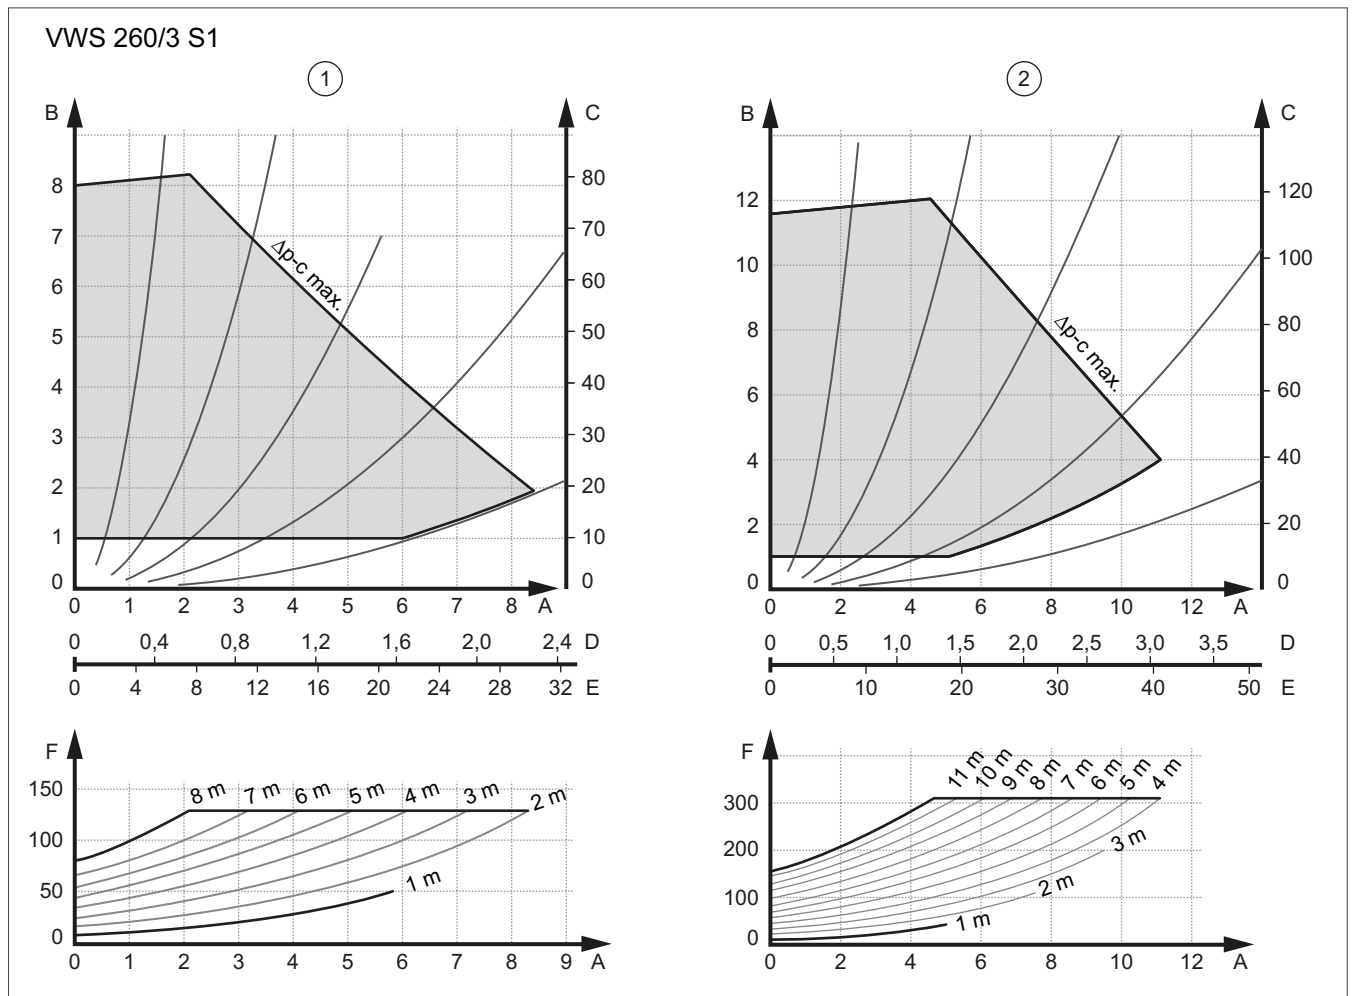 VWS 260/3 S1
1
B
C
8
7
6
5
4
3
2
1
0
80
70
60
50
40
30
20
10
0
Δp-c max.
0 1 2 3 4 5 6 7 8 A
0 0,4 0,8 1,2 1,6 2,0 2,4 D
0 4 8 12 16 20 24 28 32 E
F
150
100
50
0
8 m 7 m 6 m 5 m 4 m 3 m 2 m
1 m
0 1 2 3 4 5 6 7 8 9 A
2
B
C
12
10
8
6
4
2
0
120
100
80
60
40
20
0
Δp-c max.
0 2 4 6 8 10 12 A
0 0,5 1,0 1,5 2,0 2,5 3,0 3,5 D
0 10 20 30 40 50 E
F
300
200
100
0
11 m 10 m 9 m 8 m 7 m 6 m 5 m 4 m
3 m
2 m
1 m
0 2 4 6 8 10 12 A